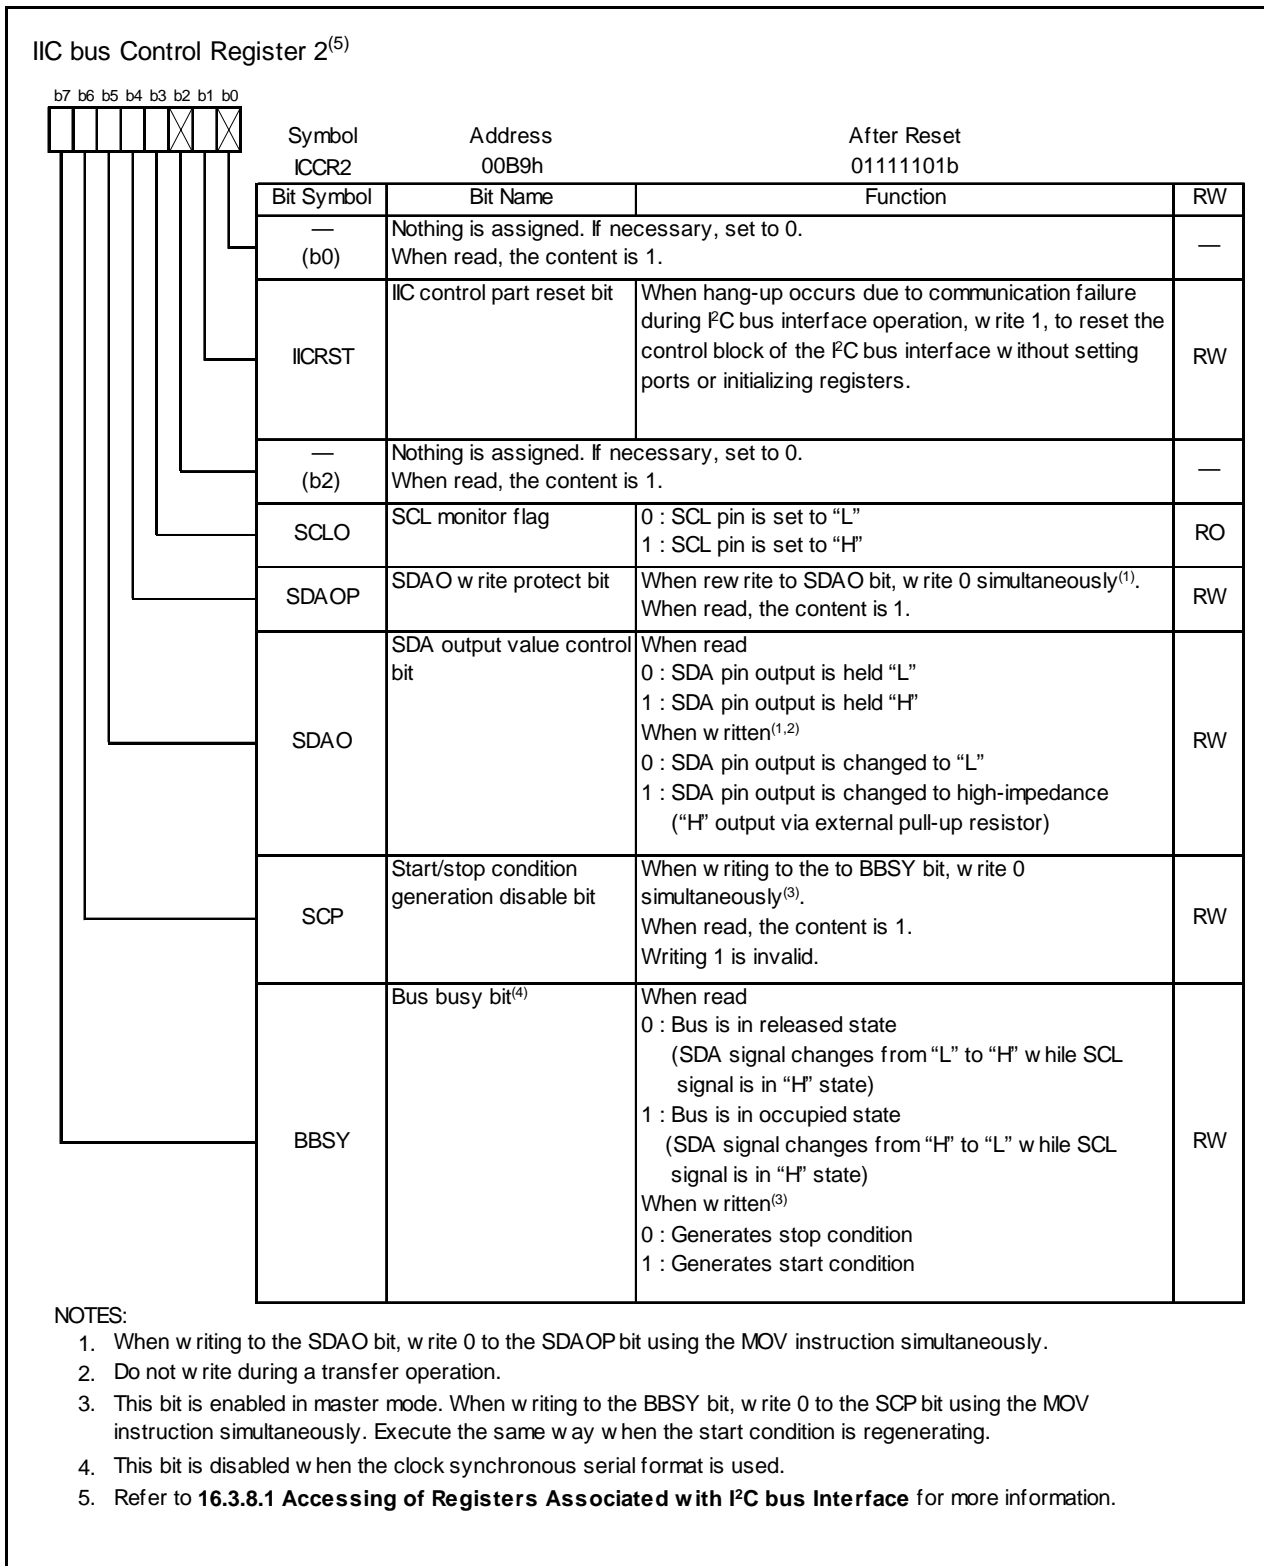 IIC bus Control Register 2(5)
b7 b6 b5 b4 b3 b2 b1 b0
Symbol Address After Reset
ICCR2 00B9h 01111101b
Bit Symbol Bit Name Function RW
—
(b0)
Nothing is assigned. If necessary, set to 0.
When read, the content is 1.
—
IICRST
IIC control part reset bit
When hang-up occurs due to communication failure
during I2C bus interface operation, write 1, to reset the
control block of the I2C bus interface without setting
ports or initializing registers.
RW
—
(b2)
Nothing is assigned. If necessary, set to 0.
When read, the content is 1.
—
SCLO
SCL monitor flag
0 : SCL pin is set to “L”
1 : SCL pin is set to “H”
RO
SDAOP
SDAO write protect bit
When rewrite to SDAO bit, write 0 simultaneously(1).
When read, the content is 1.
RW
SDAO
SDA output value control
bit
When read
0 : SDA pin output is held “L”
1 : SDA pin output is held “H”
When written(1,2)
0 : SDA pin output is changed to “L”
1 : SDA pin output is changed to high-impedance
(“H” output via external pull-up resistor)
RW
SCP
Start/stop condition
generation disable bit
When writing to the to BBSY bit, write 0
simultaneously(3).
When read, the content is 1.
Writing 1 is invalid.
RW
BBSY
Bus busy bit(4)
When read
0 : Bus is in released state
(SDA signal changes from “L” to “H” while SCL
signal is in “H” state)
1 : Bus is in occupied state
(SDA signal changes from “H” to “L” while SCL
signal is in “H” state)
When written(3)
0 : Generates stop condition
1 : Generates start condition
RW
NOTES:
1. When writing to the SDAO bit, write 0 to the SDAOP bit using the MOV instruction simultaneously.
2. Do not write during a transfer operation.
3. This bit is enabled in master mode. When writing to the BBSY bit, write 0 to the SCP bit using the MOV
instruction simultaneously. Execute the same way when the start condition is regenerating.
4. This bit is disabled when the clock synchronous serial format is used.
5. Refer to 16.3.8.1 Accessing of Registers Associated with I2C bus Interface for more information.